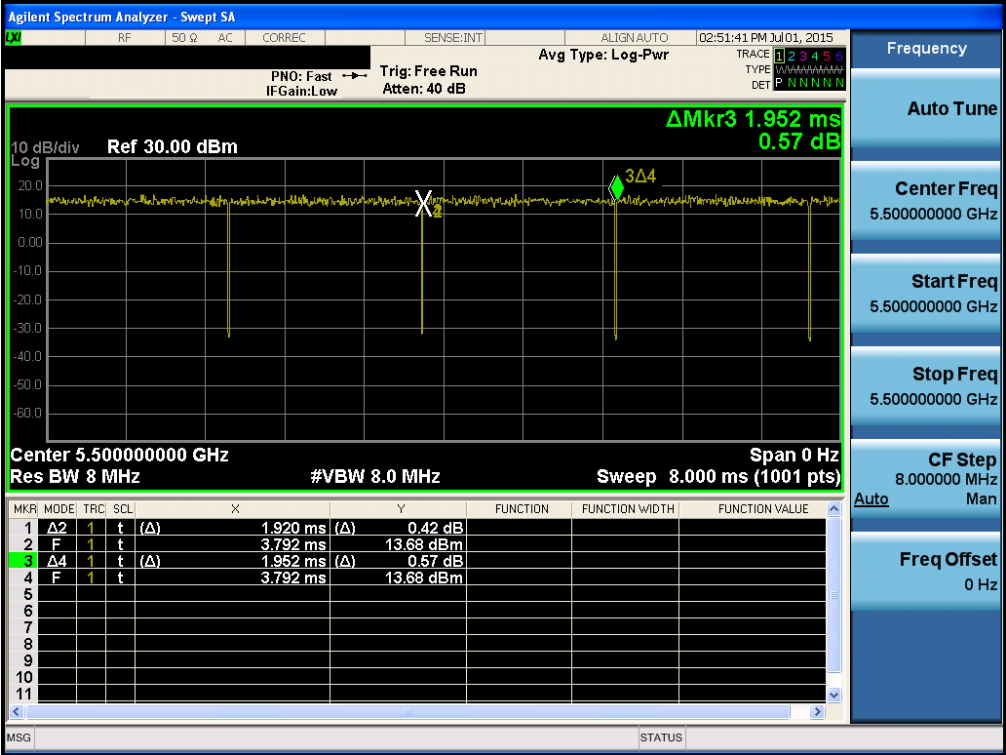 Agilent Spectrum Analyzer - Swept SA
LXI RF 50 Ω AC CORREC SENSE:INT ALIGN AUTO 02:51:41 PM Jul 01, 2015
PNO: Fast
IFGain:Low
Trig: Free Run
Atten: 40 dB
Avg Type: Log-Pwr
TRACE 1 2 3 4 5 6
TYPE
DET P N N N N N
ΔMkr3 1.952 ms
0.57 dB
10 dB/div Ref 30.00 dBm
Log
20.0
10.0
0.00
-10.0
-20.0
-30.0
-40.0
-50.0
-60.0
3Δ4
Center 5.500000000 GHz Span 0 Hz
Res BW 8 MHz #VBW 8.0 MHz Sweep 8.000 ms (1001 pts)
MKR MODE TRC SCL X Y FUNCTION FUNCTION WIDTH FUNCTION VALUE
1 Δ2 1 t (Δ) 1.920 ms (Δ) 0.42 dB
2 F 1 t 3.792 ms 13.68 dBm
3 Δ4 1 t (Δ) 1.952 ms (Δ) 0.57 dB
4 F 1 t 3.792 ms 13.68 dBm
5
6
7
8
9
10
11
MSG STATUS
Frequency
Auto Tune
Center Freq
5.500000000 GHz
Start Freq
5.500000000 GHz
Stop Freq
5.500000000 GHz
CF Step
8.000000 MHz
Auto Man
Freq Offset
0 Hz